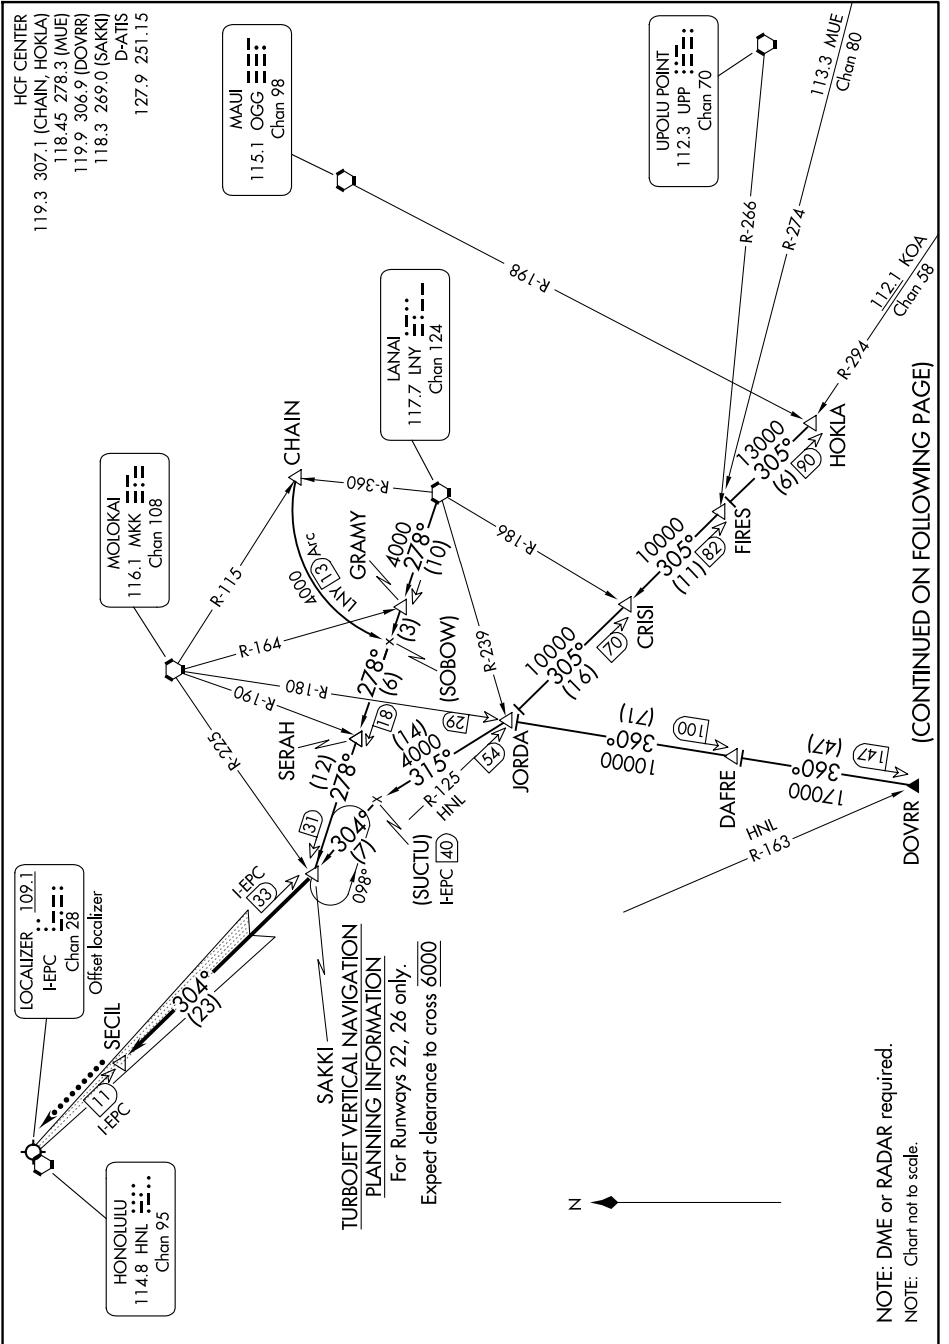 HCF CENTER
119.3 307.1 (CHAIN, HOKLA)
118.45 278.3 (MUE)
119.9 306.9 (DOVRR)
118.3 269.0 (SAKKI)
D-ATIS
127.9 251.15
MAUI
115.1 OGG
Chan 98
UPOLU POINT
112.3 UPP
Chan 70
113.3 MUE
Chan 80
112.1 KOA
Chan 58
LANAI
117.7 LNY
Chan 124
MOLOKAI
116.1 MKK
Chan 108
LOCALIZER 109.1
I-EPC
Chan 28
Offset localizer
HONOLULU
114.8 HNL
Chan 95
R-198
R-266
R-274
R-294
CHAIN
R-360
R-115
R-164
R-180
R-190
R-225
R-186
R-239
4000
LNY 13 Arc
GRAMY
4000
278°
(10)
(3)
(SOBOW)
278°
(6)
SERAH
18
(12)
278°
31
13000
305°
(6)
90
HOKLA
10000
305°
(11)
82
FIRES
10000
305°
(16)
70
CRISI
JORDA
29
54
(14)
4000
315°
R-125
HNL
(SUCTU)
I-EPC 40
304°
(7)
098°
I-EPC
33
304°
(23)
SECIL
11
I-EPC
SAKKI
(71)
360°
10000
100
DAFRE
(47)
360°
17000
147
DOVRR
HNL
R-163
TURBOJET VERTICAL NAVIGATION
PLANNING INFORMATION
For Runways 22, 26 only.
Expect clearance to cross 6000
N
(CONTINUED ON FOLLOWING PAGE)
NOTE: DME or RADAR required.
NOTE: Chart not to scale.